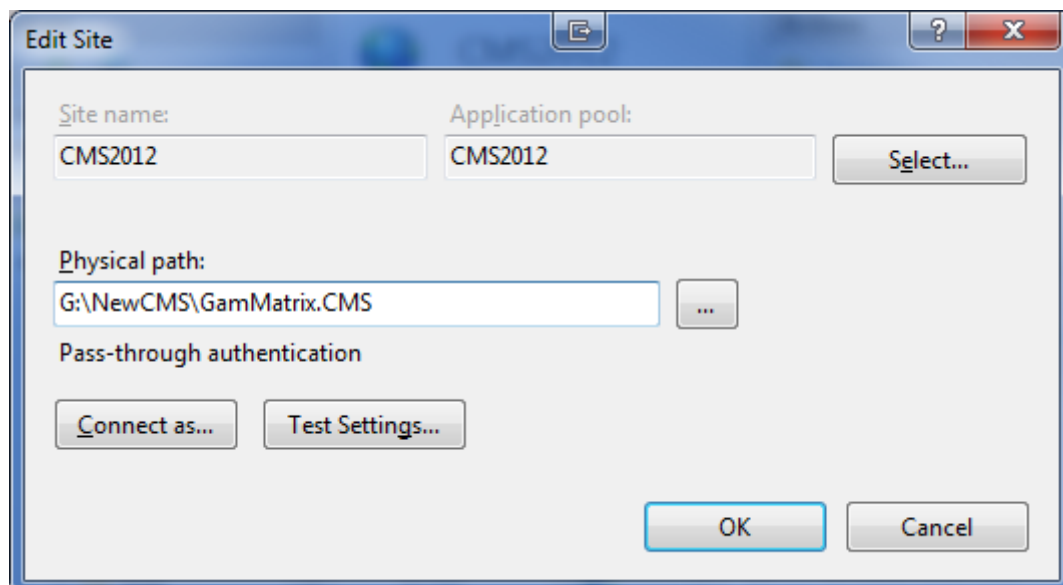 Edit Site
?
Site name:
Application pool:
CMS2012
CMS2012
Select...
Physical path:
G:\NewCMS\GamMatrix.CMS
...
Pass-through authentication
Connect as...
Test Settings...
OK
Cancel